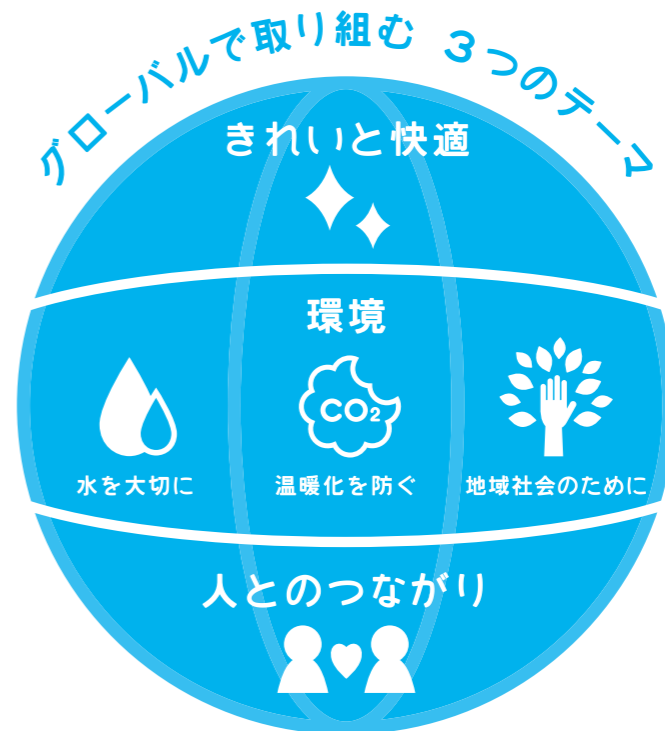 グローバルで取り組む 3つのテーマ
きれいと快適
環境
CO₂
水を大切に
温暖化を防ぐ
地域社会のために
人とのつながり